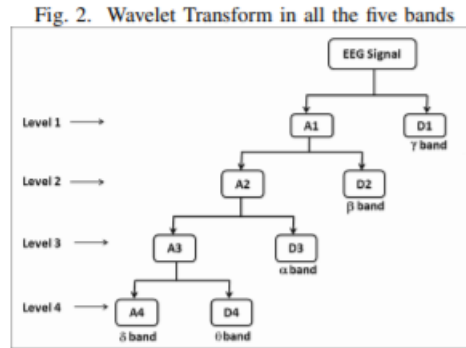 Fig. 2. Wavelet Transform in all the five bands
EEG Signal
Level 1
A1
D1
γ band
Level 2
A2
D2
β band
Level 3
A3
D3
α band
Level 4
A4
D4
δ band
θ band